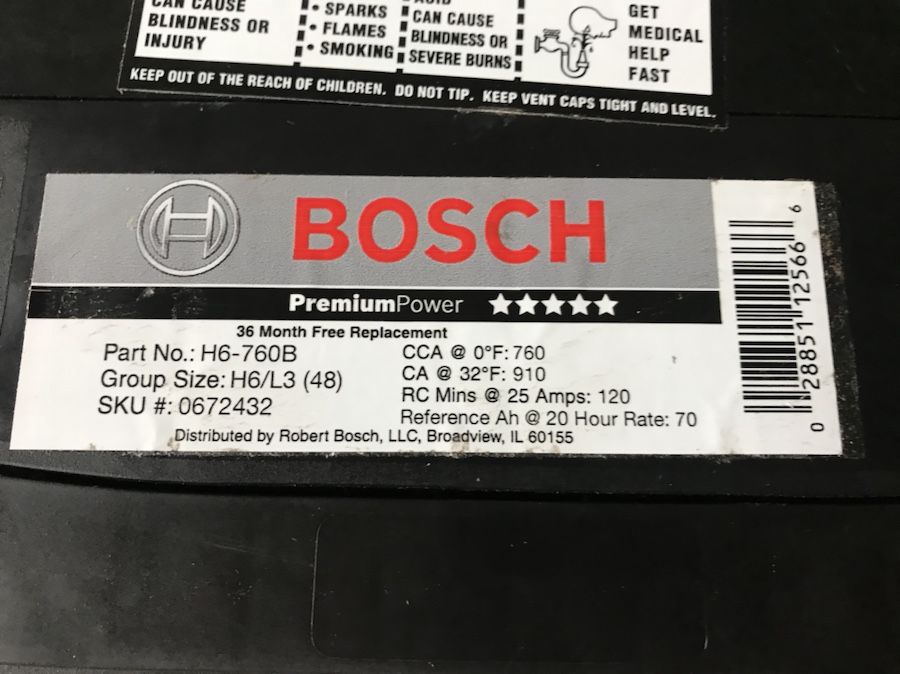 CAN CAUSE
BLINDNESS OR
INJURY
• SPARKS
• FLAMES
• SMOKING
ACID
CAN CAUSE
BLINDNESS OR
SEVERE BURNS
GET
MEDICAL
HELP
FAST
KEEP OUT OF THE REACH OF CHILDREN. DO NOT TIP. KEEP VENT CAPS TIGHT AND LEVEL.
BOSCH
PremiumPower ★★★★★
36 Month Free Replacement
Part No.: H6-760B
Group Size: H6/L3 (48)
SKU #: 0672432
CCA @ 0°F: 760
CA @ 32°F: 910
RC Mins @ 25 Amps: 120
Reference Ah @ 20 Hour Rate: 70
Distributed by Robert Bosch, LLC, Broadview, IL 60155
0 28851 12566 6